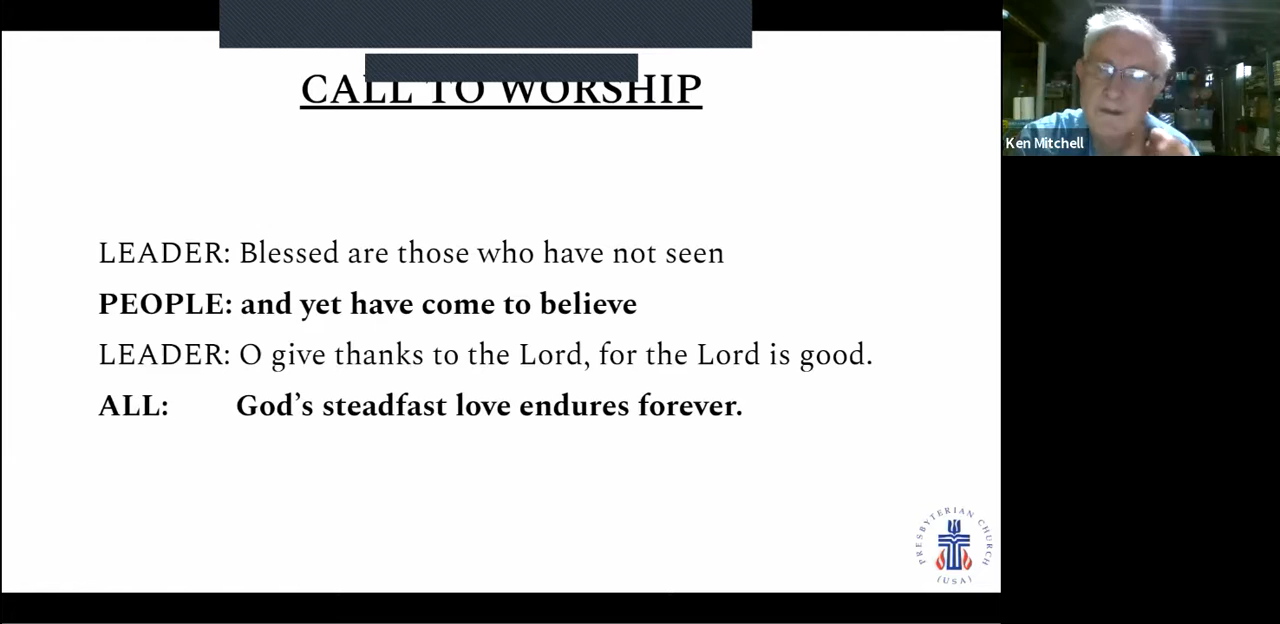 CALL TO WORSHIP
Ken Mitchell
LEADER: Blessed are those who have not seen
PEOPLE: and yet have come to believe
LEADER: O give thanks to the Lord, for the Lord is good.
ALL: God’s steadfast love endures forever.
PRESBYTERIAN CHURCH
(USA)